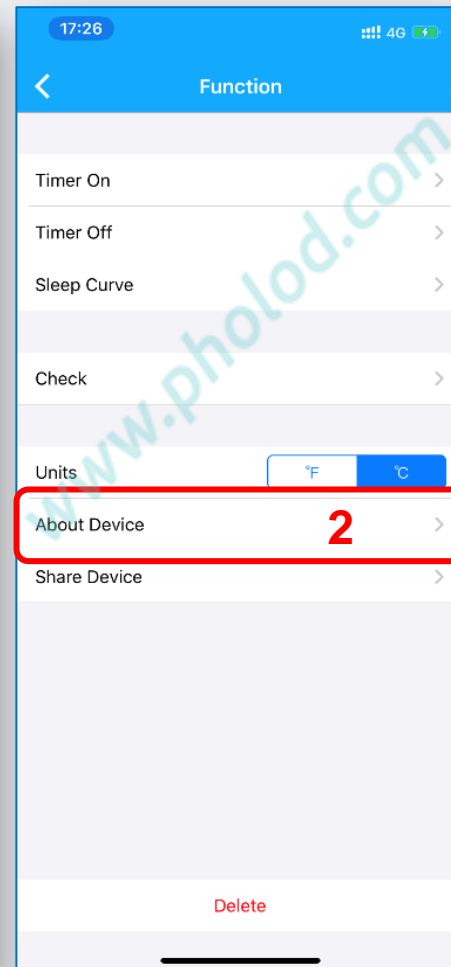 17:26
4G
Function
Timer On
Timer Off
Sleep Curve
Check
Units
°F
°C
About Device
2
Share Device
Delete
www.pholod.com